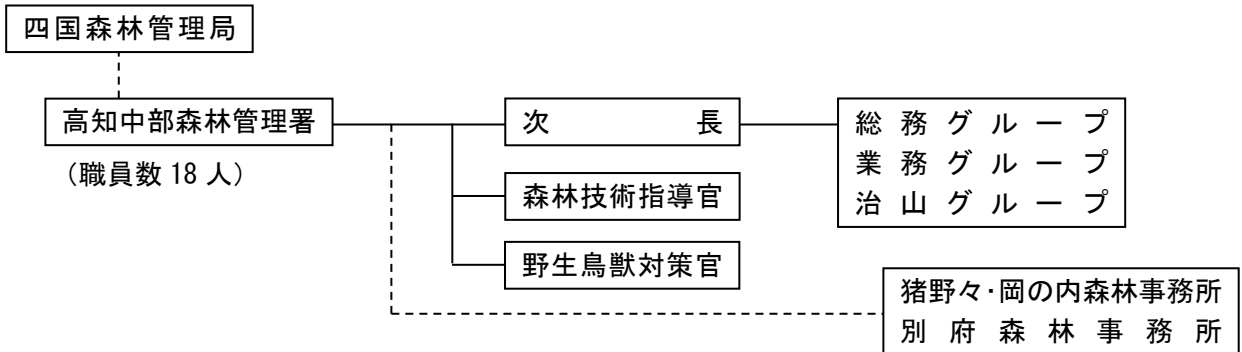 四国森林管理局
高知中部森林管理署
（職員数 18 人）
次長
森林技術指導官
野生鳥獣対策官
総務グループ
業務グループ
治山グループ
猪野々・岡の内森林事務所
別府森林事務所